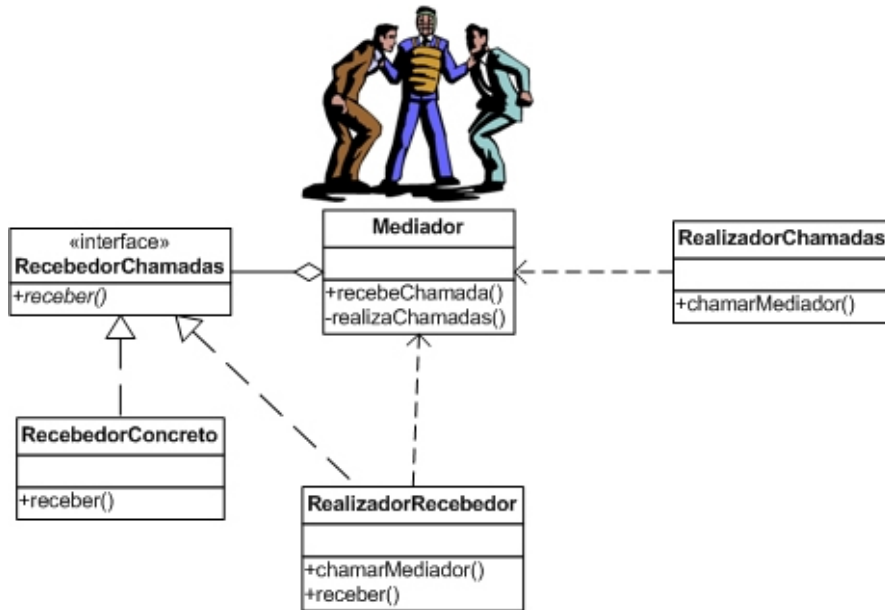 «interface»
RecebedorChamadas
+receber()
Mediador
+recebeChamada()
-realizaChamadas()
RealizadorChamadas
+chamarMediador()
RecebedorConcreto
+receber()
RealizadorRecebedor
+chamarMediador()
+receber()